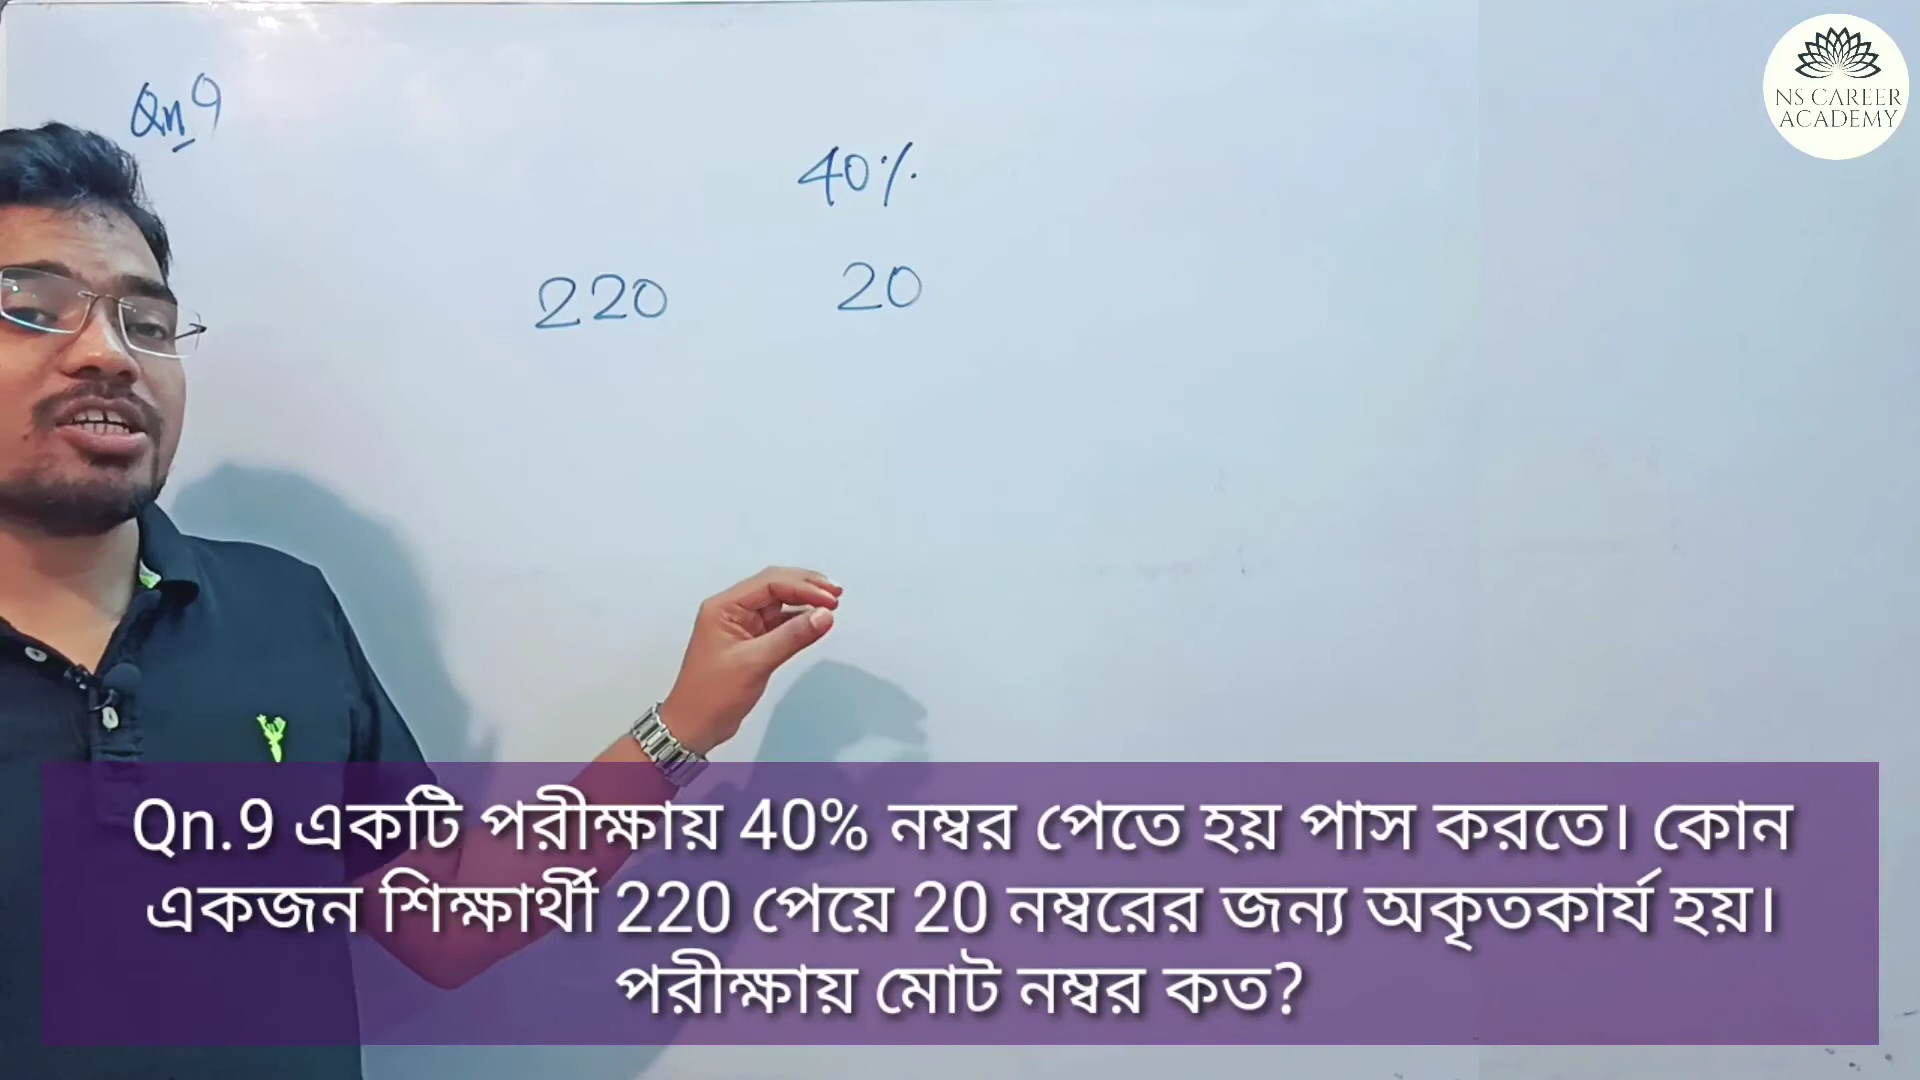 Qn 9
NS CAREER
ACADEMY
40%
220 20
Qn.9 একটি পরীক্ষায় 40% নম্বর পেতে হয় পাস করতে। কোন
একজন শিক্ষার্থী 220 পেয়ে 20 নম্বরের জন্য অকৃতকার্য হয়।
পরীক্ষায় মোট নম্বর কত?